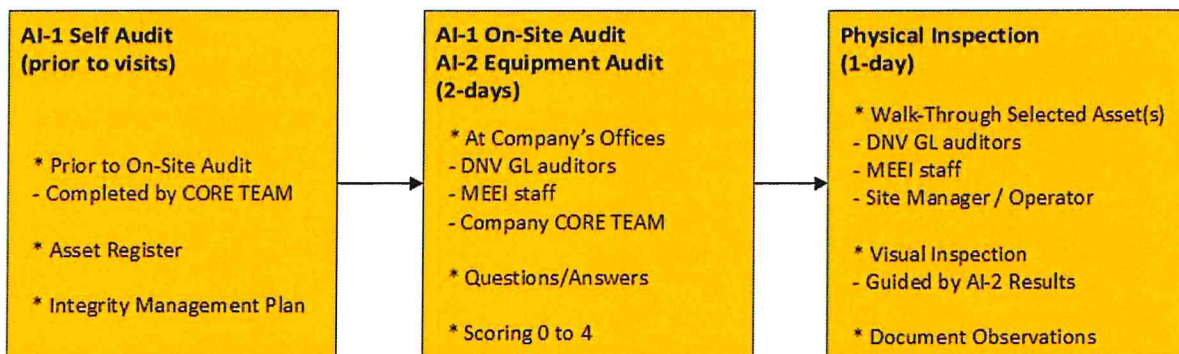 AI-1 Self Audit
(prior to visits)
* Prior to On-Site Audit
- Completed by CORE TEAM
* Asset Register
* Integrity Management Plan
AI-1 On-Site Audit
AI-2 Equipment Audit
(2-days)
* At Company's Offices
- DNV GL auditors
- MEEI staff
- Company CORE TEAM
* Questions/Answers
* Scoring 0 to 4
Physical Inspection
(1-day)
* Walk-Through Selected Asset(s)
- DNV GL auditors
- MEEI staff
- Site Manager / Operator
* Visual Inspection
- Guided by AI-2 Results
* Document Observations